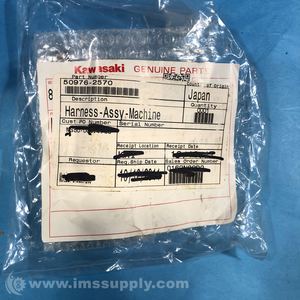 Kawasaki GENUINE PARTS
Part Number
50976-2570
Description
Japan
8
Harness-Assy-Machine
Quantity
Cust PO Number Serial Number
Receipt Location Receipt Date
Requestor Req.Ship Date Sales Order Number
© www.imssupply.com